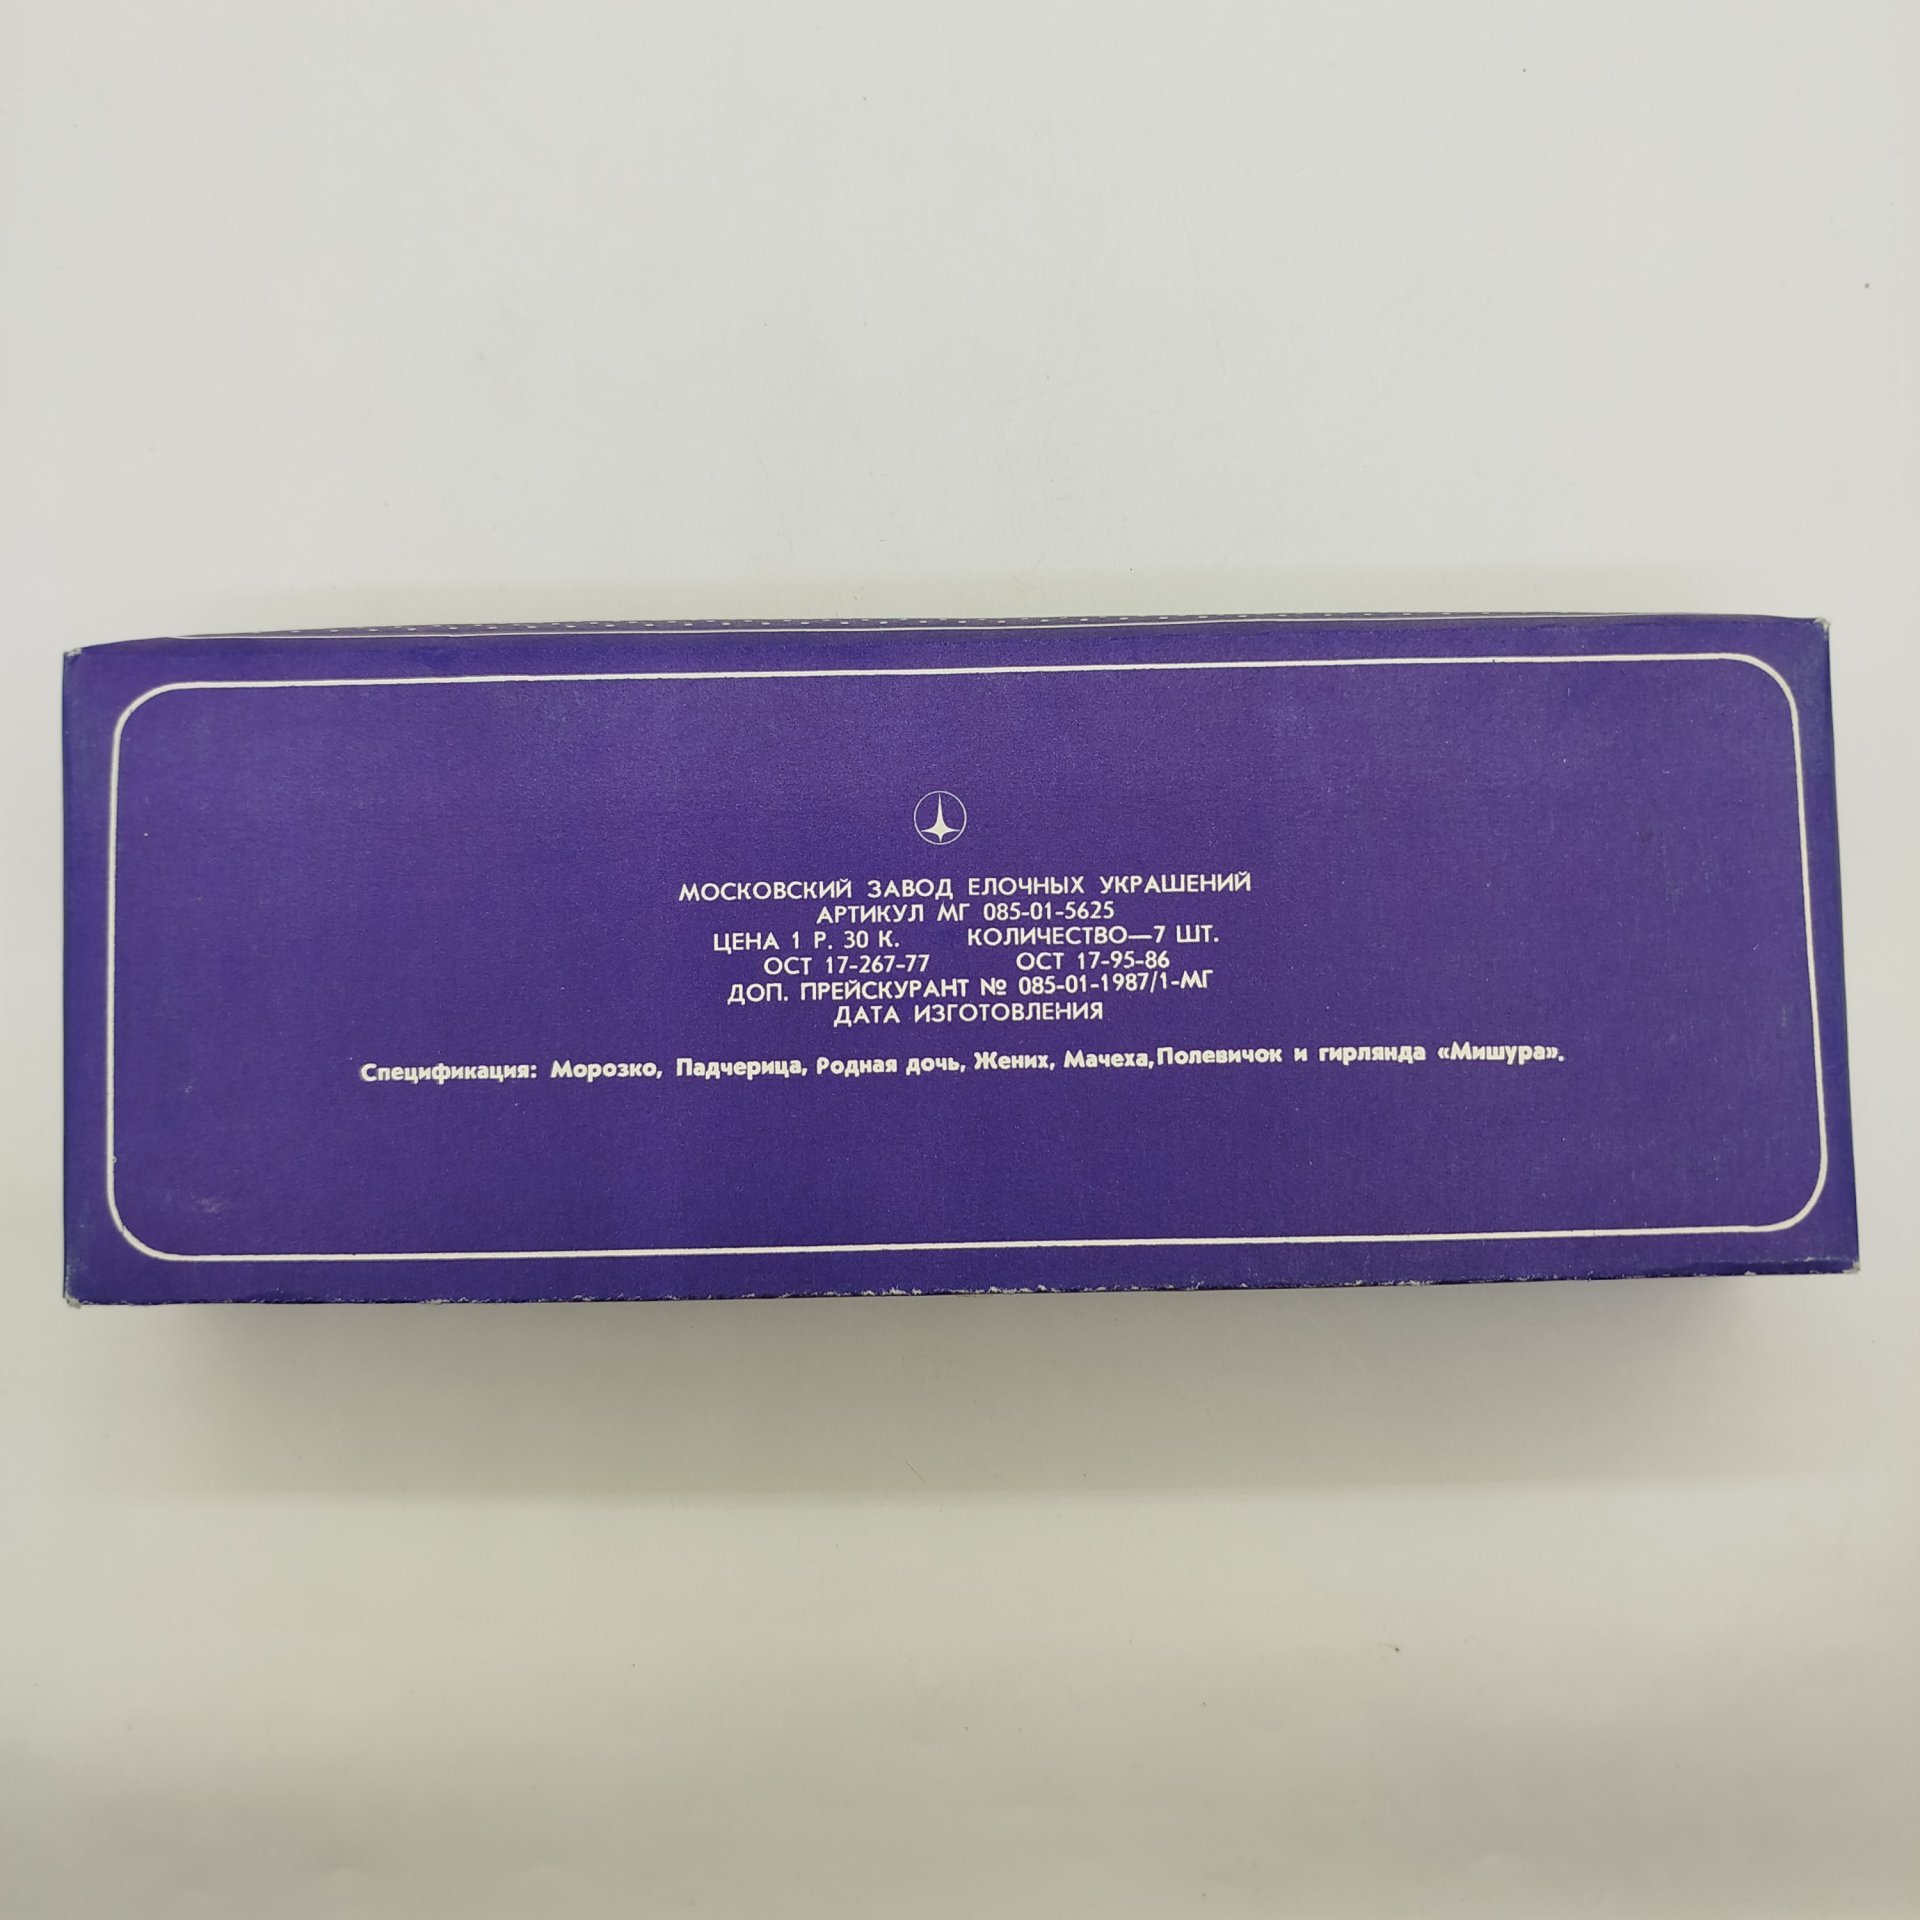 МОСКОВСКИЙ ЗАВОД ЕЛОЧНЫХ УКРАШЕНИЙ
АРТИКУЛ МГ 085-01-5625
ЦЕНА 1 Р. 30 К. КОЛИЧЕСТВО—7 ШТ.
ОСТ 17-267-77 ОСТ 17-95-86
ДОП. ПРЕЙСКУРАНТ № 085-01-1987/1-МГ
ДАТА ИЗГОТОВЛЕНИЯ
Спецификация: Морозко, Падчерица, Родная дочь, Жених, Мачеха, Полевичок и гирлянда «Мишура».